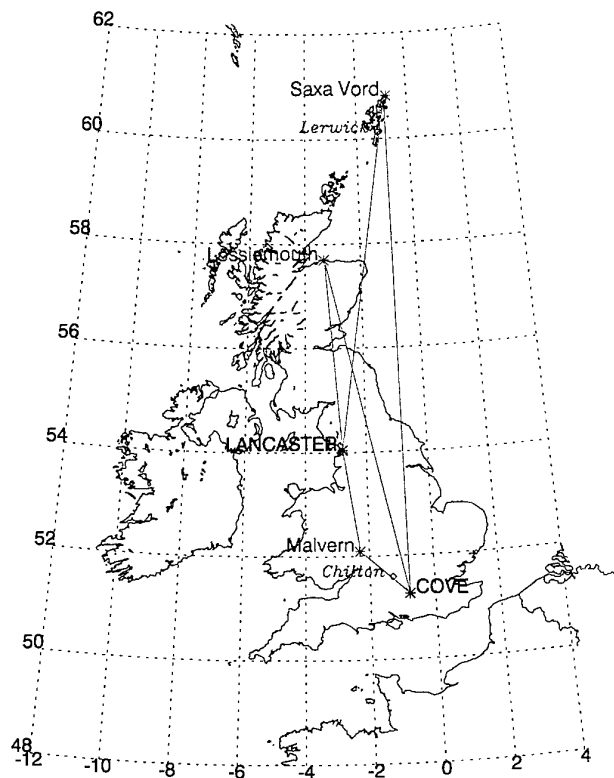 62
Saxa Vord
60
Lerwick
58
Lossiemouth
56
54
LANCASTER
52
Malvern
Chilton
COVE
50
48
-12 -10 -8 -6 -4 -2 0 2 4